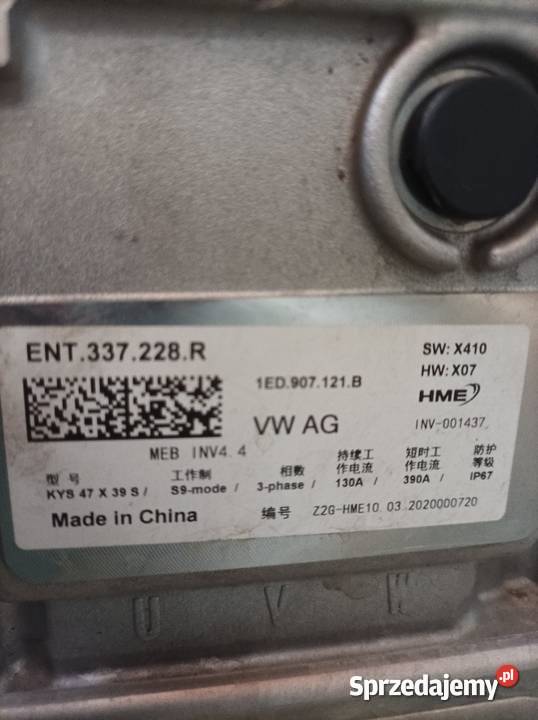 ENT.337.228.R
SW: X410
HW: X07
1ED.907.121.B
HME
VW AG
INV-001437
MEB INV4.4
型号 工作制 相数 持续工作电流 短时工作电流 防护等级
KYS 47 X 39 S / S9-mode / 3-phase / 130A / 390A / IP67
Made in China 编号 Z2G-HME10.03.2020000720
U V W
Sprzedajemy.pl